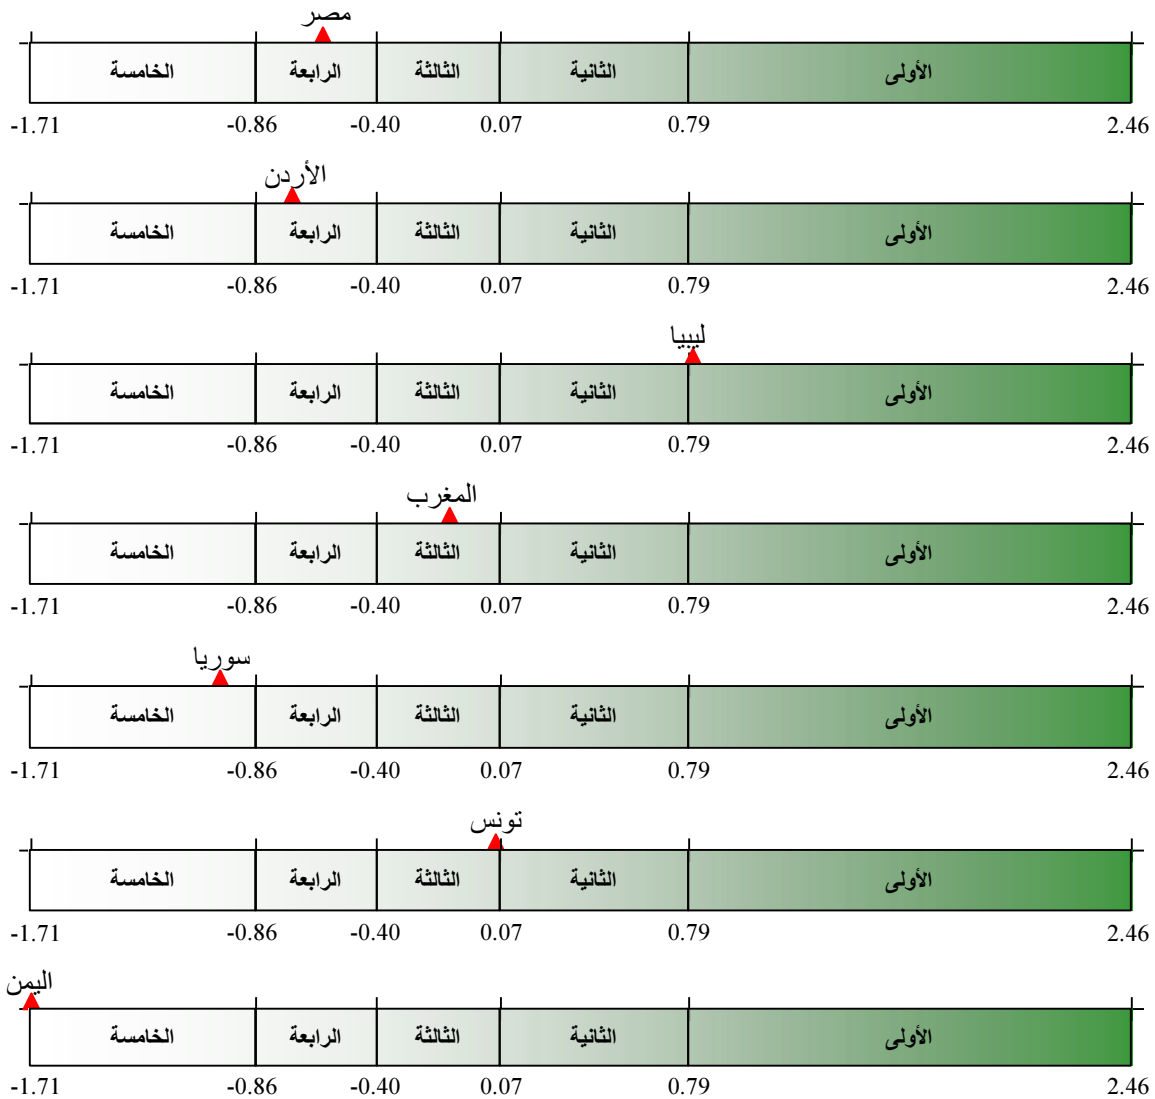 مصر
الأولى الثانية الثالثة الرابعة الخامسة
-1.71 -0.86 -0.40 0.07 0.79 2.46
الأردن
الأولى الثانية الثالثة الرابعة الخامسة
-1.71 -0.86 -0.40 0.07 0.79 2.46
ليبيا
الأولى الثانية الثالثة الرابعة الخامسة
-1.71 -0.86 -0.40 0.07 0.79 2.46
المغرب
الأولى الثانية الثالثة الرابعة الخامسة
-1.71 -0.86 -0.40 0.07 0.79 2.46
سوريا
الأولى الثانية الثالثة الرابعة الخامسة
-1.71 -0.86 -0.40 0.07 0.79 2.46
تونس
الأولى الثانية الثالثة الرابعة الخامسة
-1.71 -0.86 -0.40 0.07 0.79 2.46
اليمن
الأولى الثانية الثالثة الرابعة الخامسة
-1.71 -0.86 -0.40 0.07 0.79 2.46